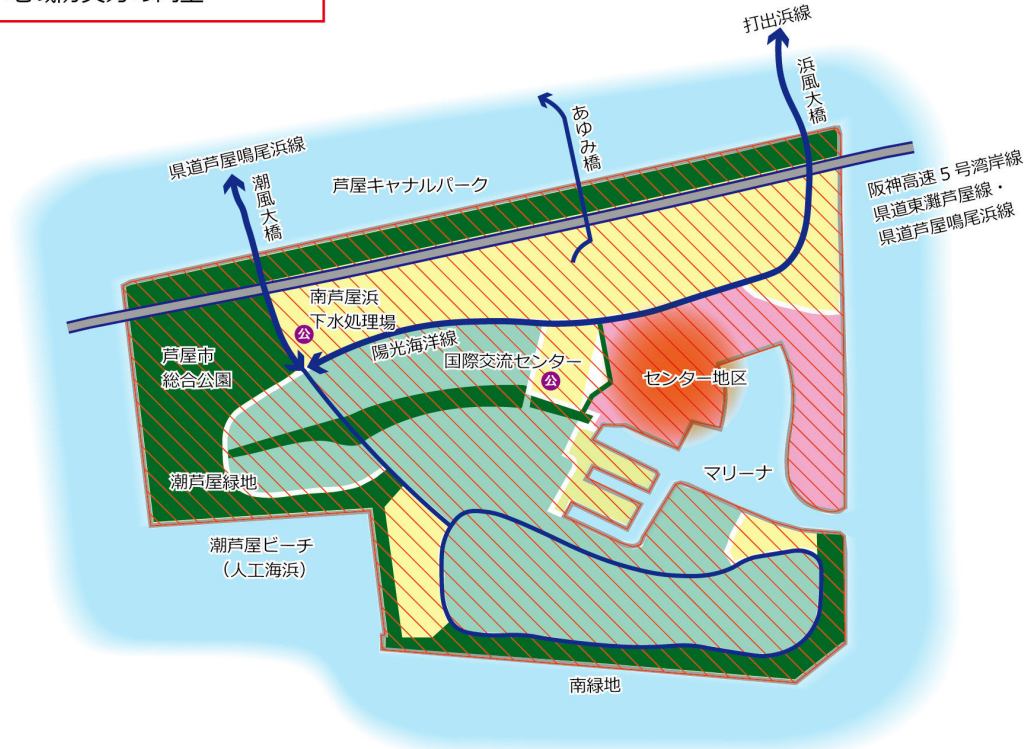 打出浜線
浜風大橋
あゆみ橋
県道芦屋鳴尾浜線
潮風大橋
芦屋キャナルパーク
阪神高速5号湾岸線・
県道東灘芦屋線・
県道芦屋鳴尾浜線
南芦屋浜
下水処理場
公
陽光海洋線
国際交流センター
公
芦屋市
総合公園
センター地区
マリーナ
潮芦屋緑地
潮芦屋ビーチ
（人工海浜）
南緑地